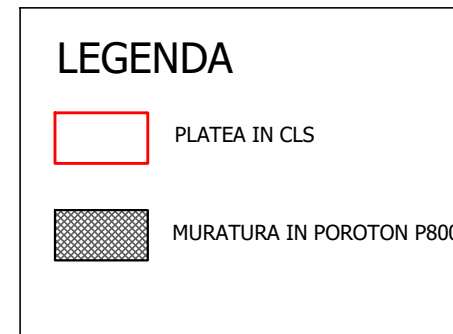 LEGENDA
PLATEA IN CLS
MURATURA IN POROTON P800